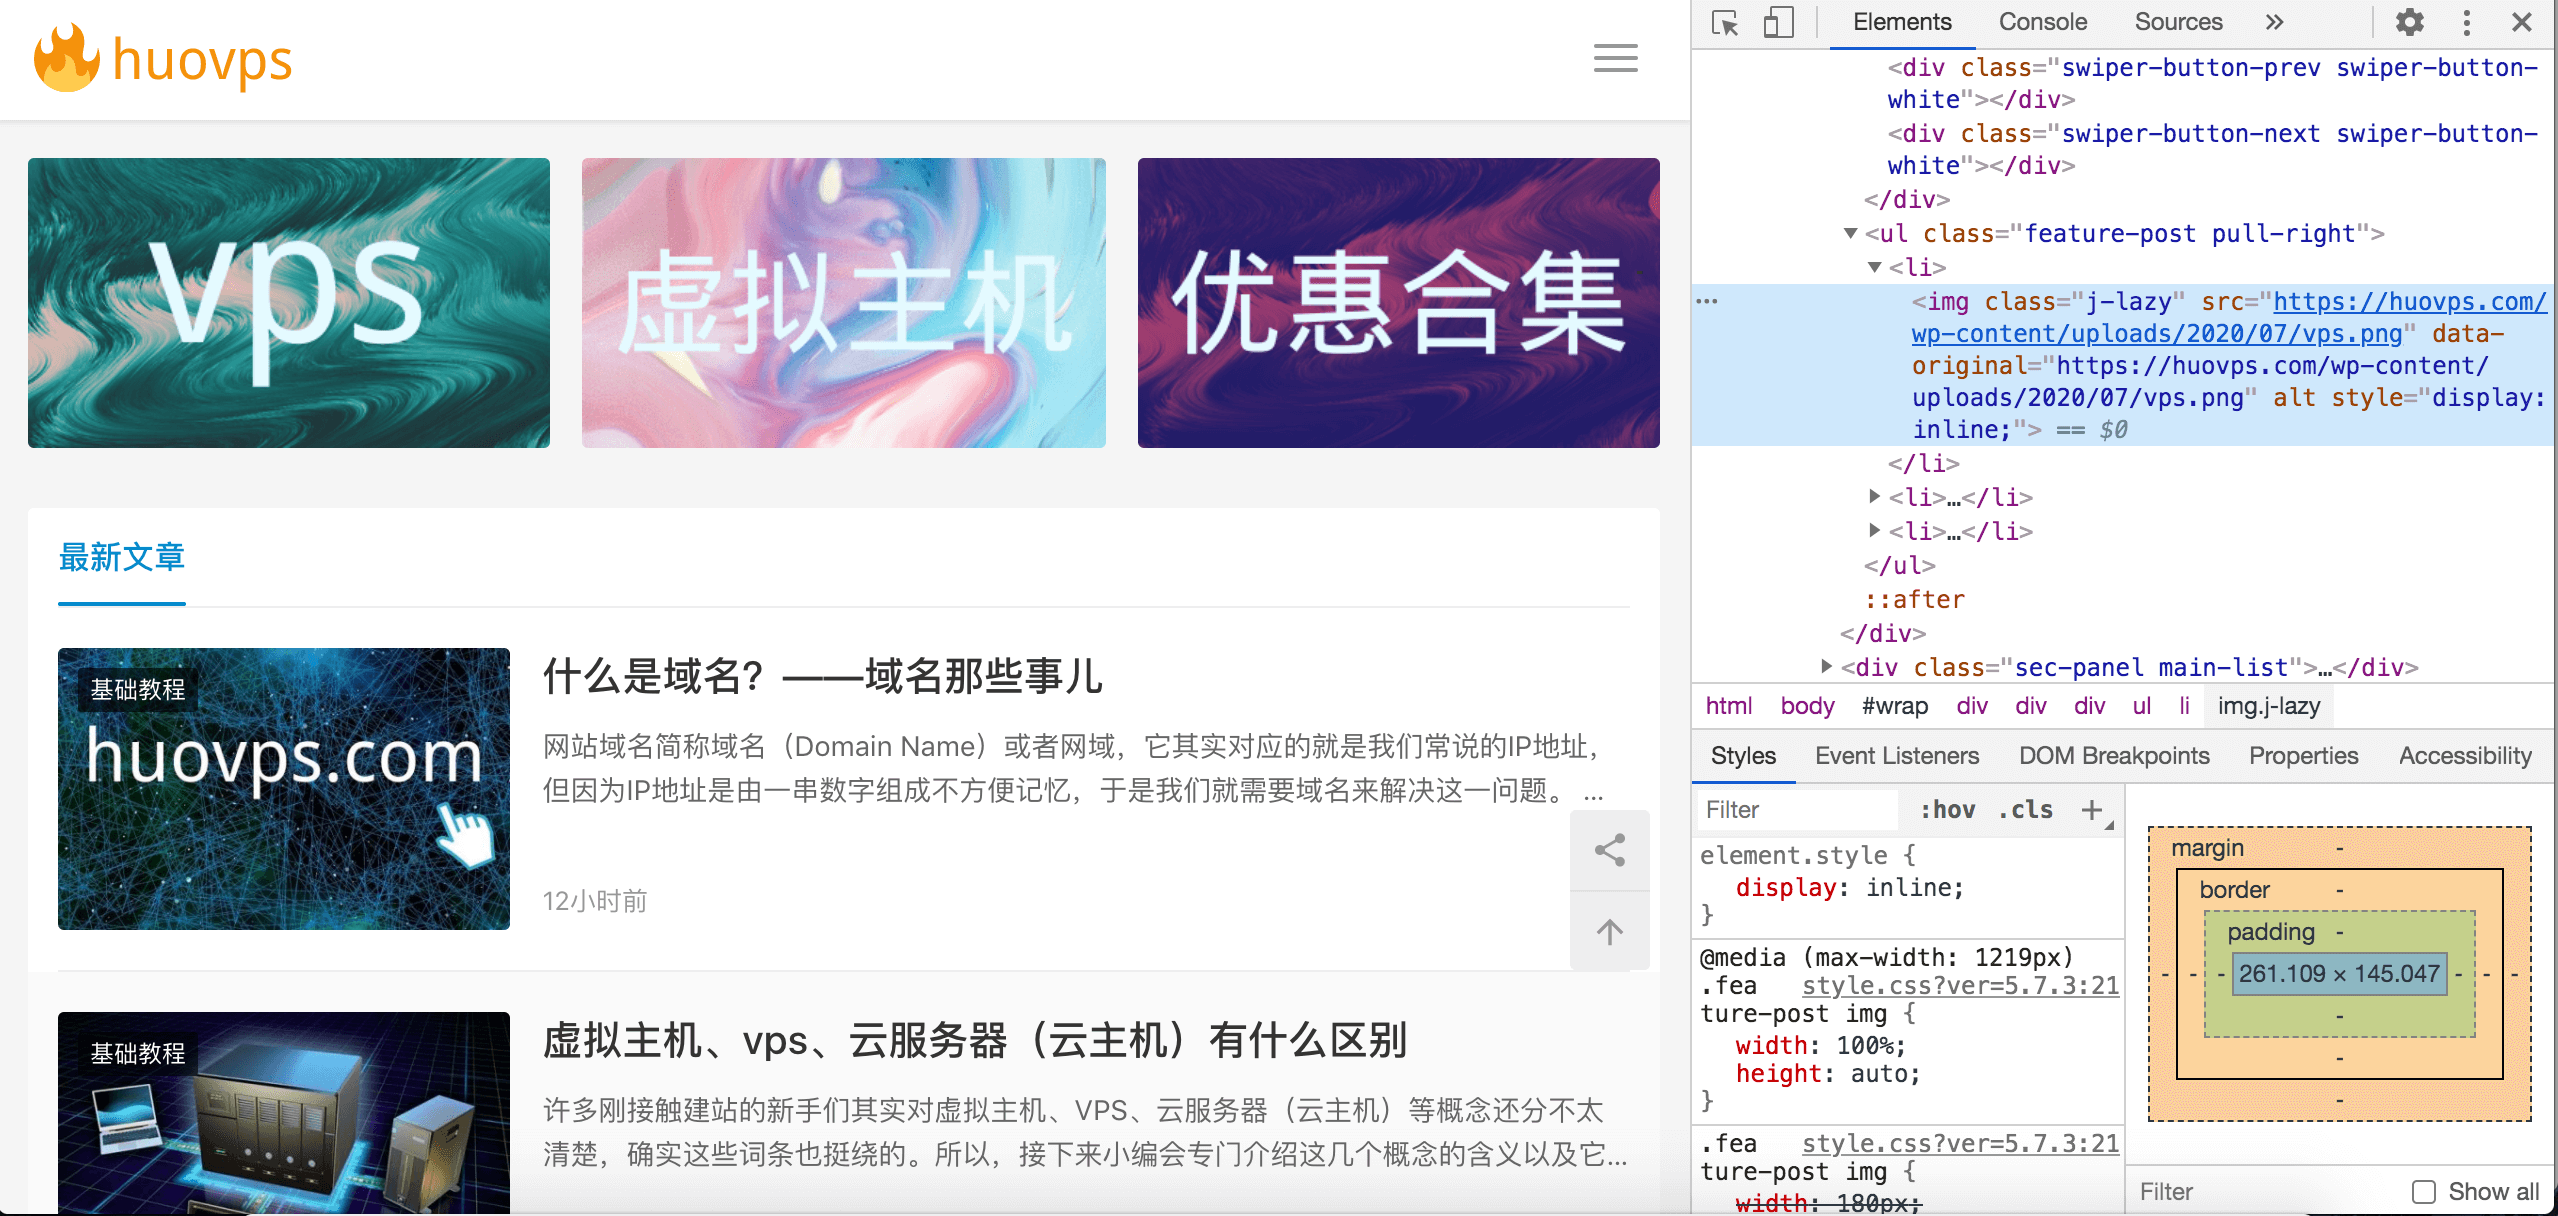 huovps
vps
虚拟主机
优惠合集
最新文章
基础教程
huovps.com
什么是域名？——域名那些事儿
网站域名简称域名（Domain Name）或者网域，它其实对应的就是我们常说的IP地址，
但因为IP地址是由一串数字组成不方便记忆，于是我们就需要域名来解决这一问题。 ...
12小时前
基础教程
虚拟主机、vps、云服务器（云主机）有什么区别
许多刚接触建站的新手们其实对虚拟主机、VPS、云服务器（云主机）等概念还分不太
清楚，确实这些词条也挺绕的。所以，接下来小编会专门介绍这几个概念的含义以及它...
Elements Console Sources »
<div class="swiper-button-prev swiper-button-
white"></div>
<div class="swiper-button-next swiper-button-
white"></div>
</div>
▼<ul class="feature-post pull-right">
▼<li>
… <img class="j-lazy" src="https://huovps.com/
wp-content/uploads/2020/07/vps.png" data-
original="https://huovps.com/wp-content/
uploads/2020/07/vps.png" alt style="display:
inline;"> == $0
</li>
▶<li>…</li>
▶<li>…</li>
</ul>
::after
</div>
▶<div class="sec-panel main-list">…</div>
html body #wrap div div div ul li img.j-lazy
Styles Event Listeners DOM Breakpoints Properties Accessibility
Filter :hov .cls +
element.style {
display: inline;
}
@media (max-width: 1219px)
.fea style.css?ver=5.7.3:21
ture-post img {
width: 100%;
height: auto;
}
.fea style.css?ver=5.7.3:21
ture-post img {
width: 180px;
margin -
border -
padding -
- - - 261.109 × 145.047 - - -
-
-
-
Filter Show all